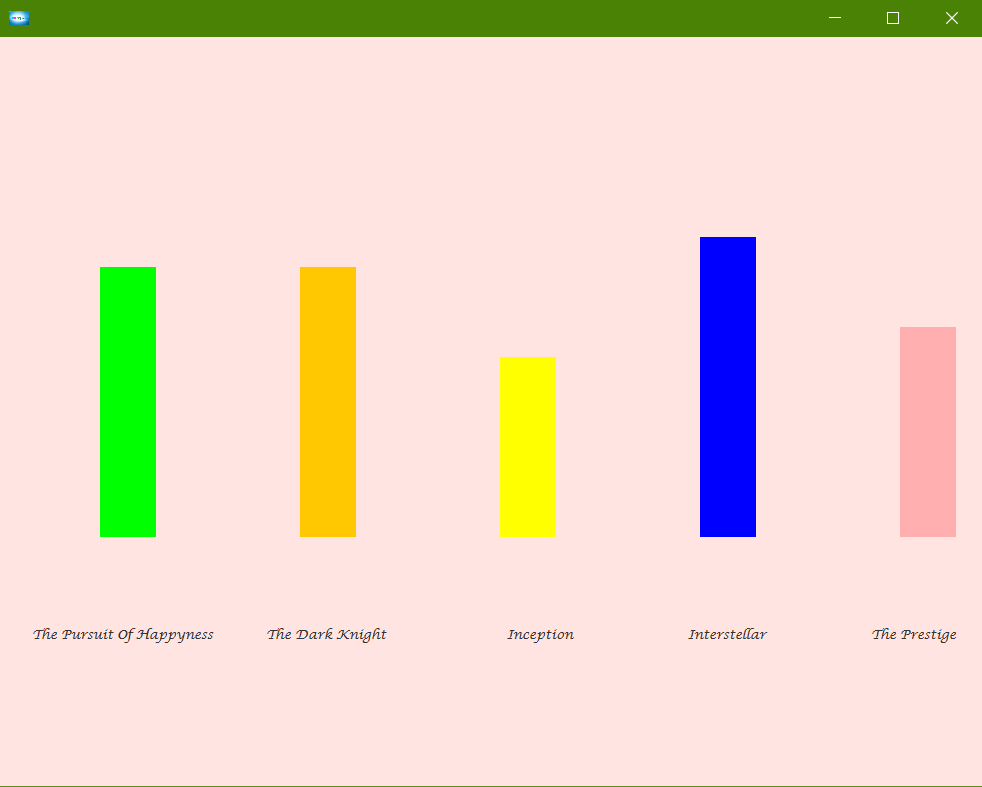 The Pursuit Of Happyness The Dark Knight Inception Interstellar The Prestige